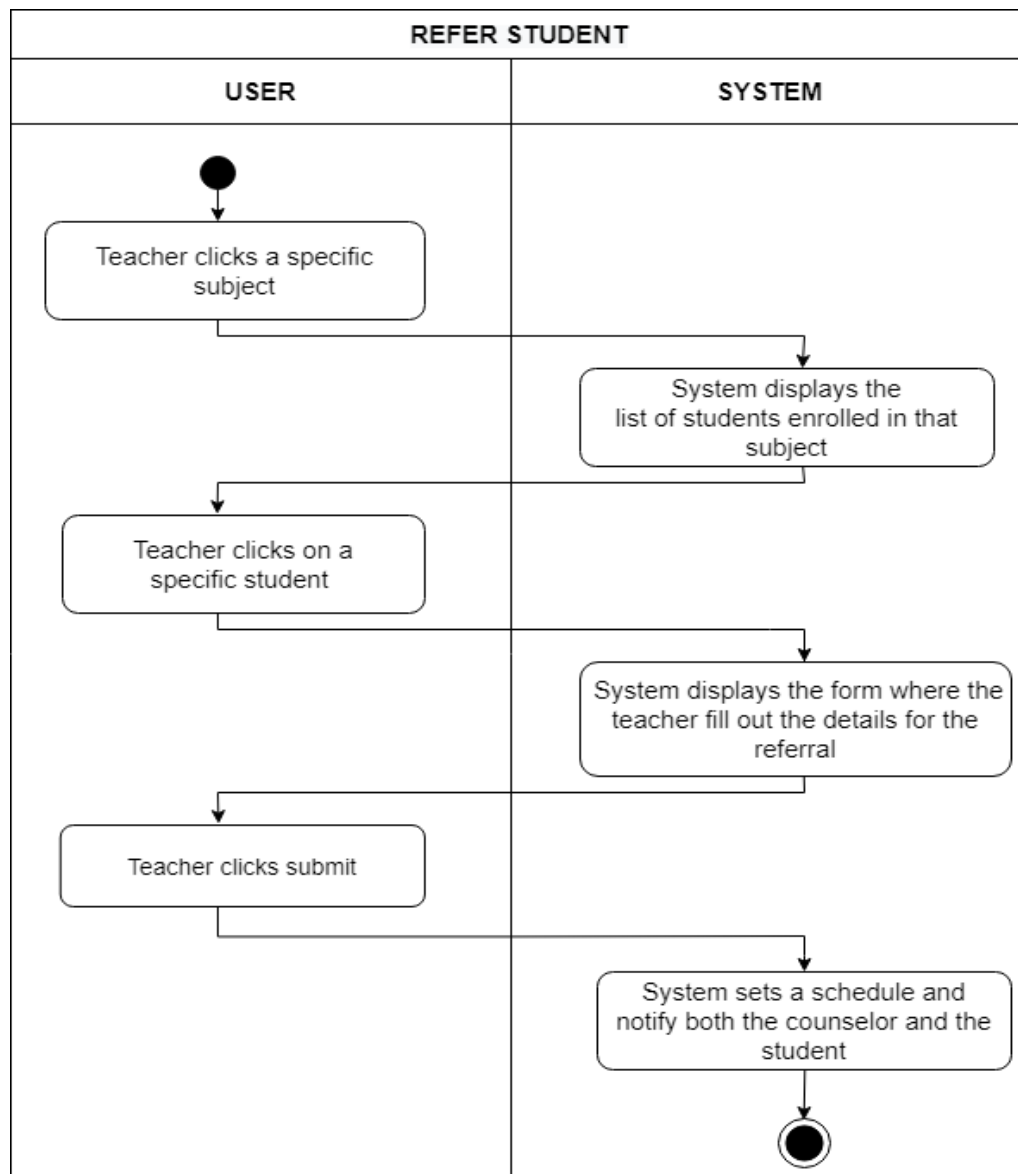 REFER STUDENT
USER
SYSTEM
Teacher clicks a specific
subject
System displays the
list of students enrolled in that
subject
Teacher clicks on a
specific student
System displays the form where the
teacher fill out the details for the
referral
Teacher clicks submit
System sets a schedule and
notify both the counselor and the
student